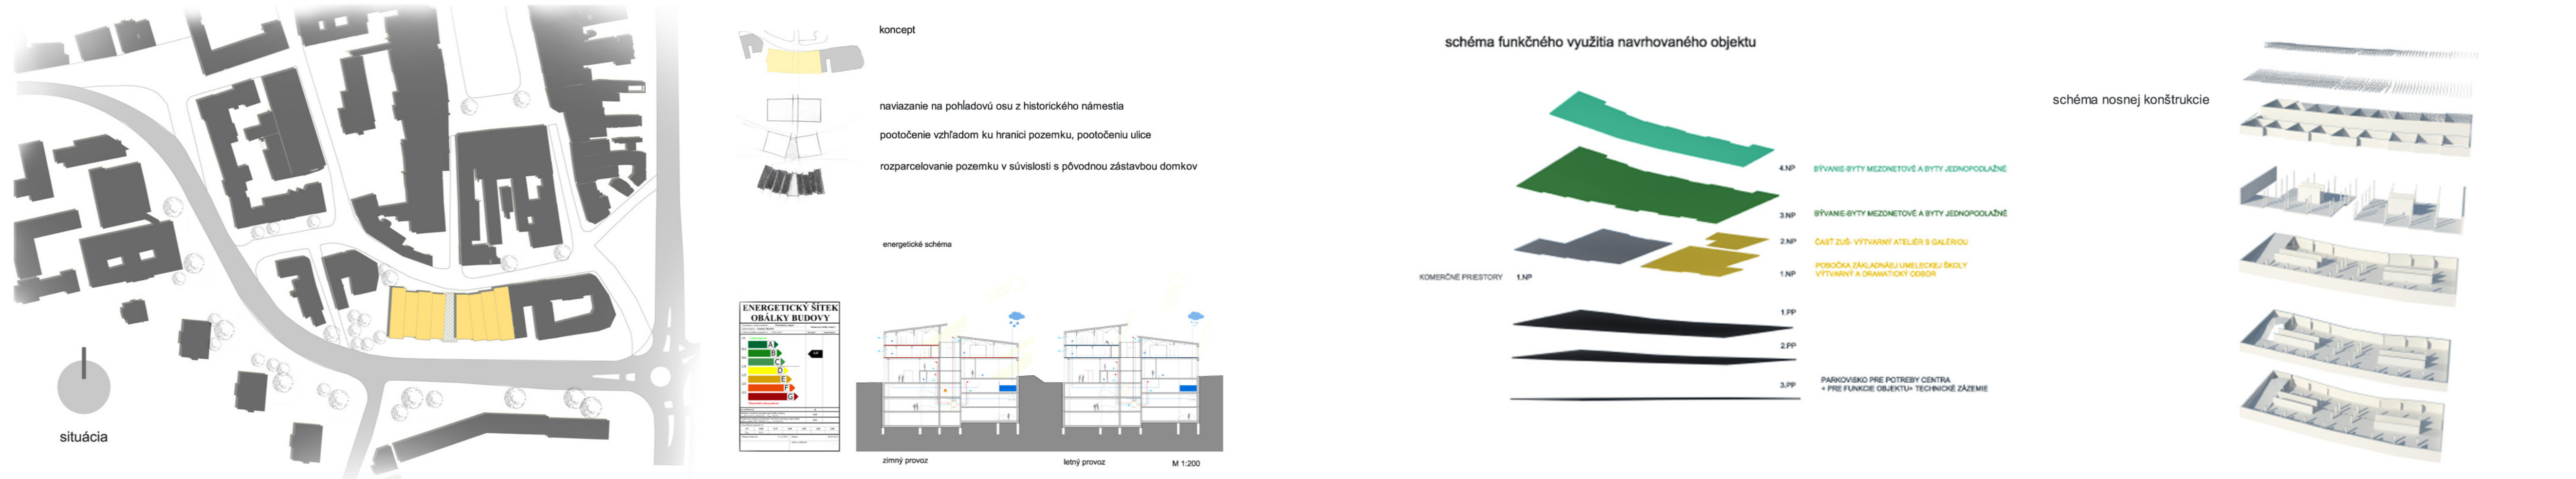 situácia
koncept
naviazanie na pohľadovú osu z historického námestia
pootočenie vzhľadom ku hranici pozemku, pootočeniu ulice
rozparcelovanie pozemku v súvislosti s pôvodnou zástavbou domkov
energetické schéma
ENERGETICKÝ ŠÍTEK
OBÁLKY BUDOVY
A
B
C
D
E
F
G
zimný provoz
letný provoz
M 1:200
schéma funkčného využitia navrhovaného objektu
4.NP BÝVANIE-BYTY MEZONETOVÉ A BYTY JEDNOPODLAŽNÉ
3.NP BÝVANIE-BYTY MEZONETOVÉ A BYTY JEDNOPODLAŽNÉ
2.NP ČASŤ ZUŠ- VÝTVARNÝ ATELIÉR S GALÉRIOU
KOMERČNÉ PRIESTORY 1.NP
1.NP POBOČKA ZÁKLADNÁEJ UMELECKEJ ŠKOLY
VÝTVARNÝ A DRAMATICKÝ ODBOR
1.PP
2.PP
3.PP PARKOVISKO PRE POTREBY CENTRA
+ PRE FUNKCIE OBJEKTU+ TECHNICKÉ ZÁZEMIE
schéma nosnej konštrukcie